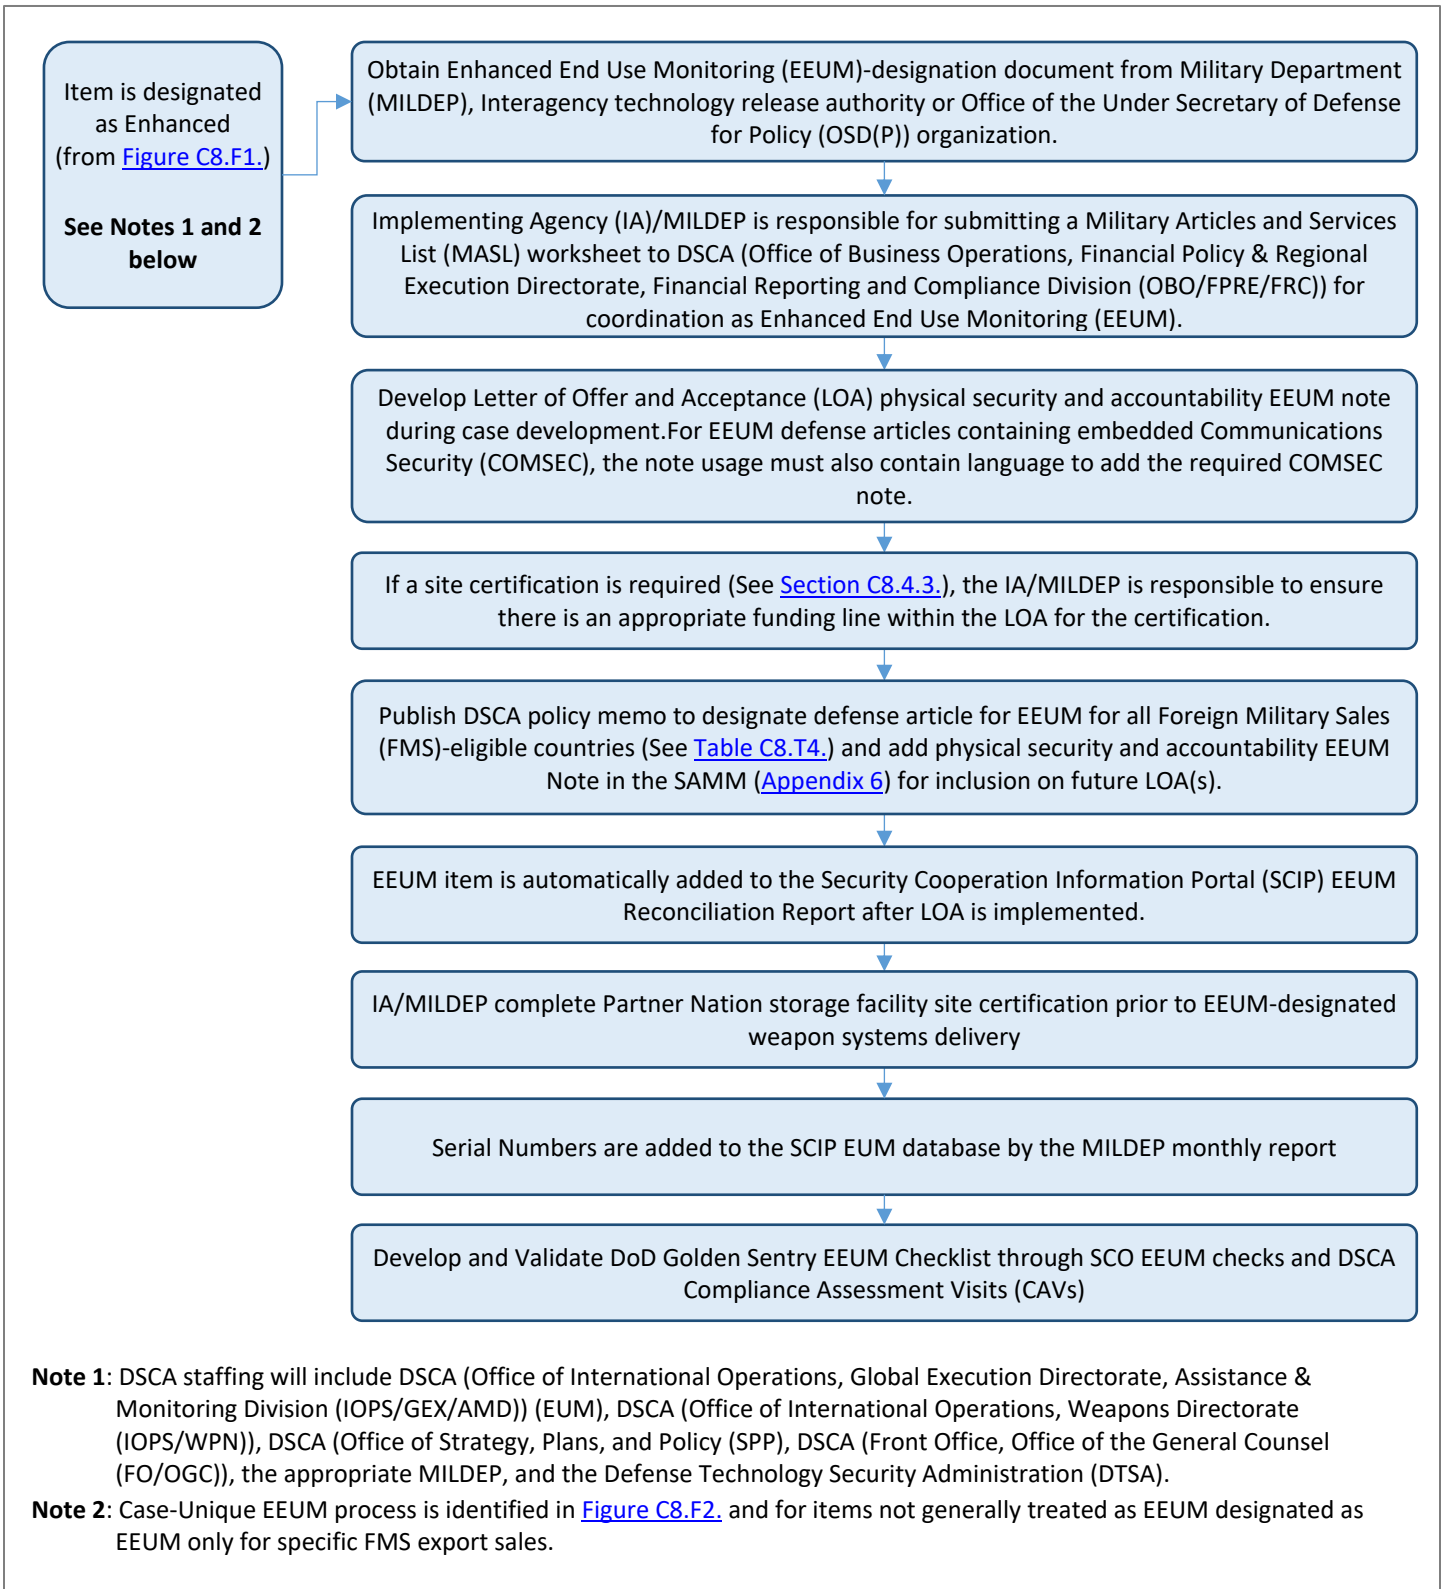 Item is designated
as Enhanced
(from Figure C8.F1.)
See Notes 1 and 2
below
Obtain Enhanced End Use Monitoring (EEUM)-designation document from Military Department
(MILDEP), Interagency technology release authority or Office of the Under Secretary of Defense
for Policy (OSD(P)) organization.
Implementing Agency (IA)/MILDEP is responsible for submitting a Military Articles and Services
List (MASL) worksheet to DSCA (Office of Business Operations, Financial Policy & Regional
Execution Directorate, Financial Reporting and Compliance Division (OBO/FPRE/FRC)) for
coordination as Enhanced End Use Monitoring (EEUM).
Develop Letter of Offer and Acceptance (LOA) physical security and accountability EEUM note
during case development.For EEUM defense articles containing embedded Communications
Security (COMSEC), the note usage must also contain language to add the required COMSEC
note.
If a site certification is required (See Section C8.4.3.), the IA/MILDEP is responsible to ensure
there is an appropriate funding line within the LOA for the certification.
Publish DSCA policy memo to designate defense article for EEUM for all Foreign Military Sales
(FMS)-eligible countries (See Table C8.T4.) and add physical security and accountability EEUM
Note in the SAMM (Appendix 6) for inclusion on future LOA(s).
EEUM item is automatically added to the Security Cooperation Information Portal (SCIP) EEUM
Reconciliation Report after LOA is implemented.
IA/MILDEP complete Partner Nation storage facility site certification prior to EEUM-designated
weapon systems delivery
Serial Numbers are added to the SCIP EUM database by the MILDEP monthly report
Develop and Validate DoD Golden Sentry EEUM Checklist through SCO EEUM checks and DSCA
Compliance Assessment Visits (CAVs)
Note 1: DSCA staffing will include DSCA (Office of International Operations, Global Execution Directorate, Assistance &
Monitoring Division (IOPS/GEX/AMD)) (EUM), DSCA (Office of International Operations, Weapons Directorate
(IOPS/WPN)), DSCA (Office of Strategy, Plans, and Policy (SPP), DSCA (Front Office, Office of the General Counsel
(FO/OGC)), the appropriate MILDEP, and the Defense Technology Security Administration (DTSA).
Note 2: Case-Unique EEUM process is identified in Figure C8.F2. and for items not generally treated as EEUM designated as
EEUM only for specific FMS export sales.